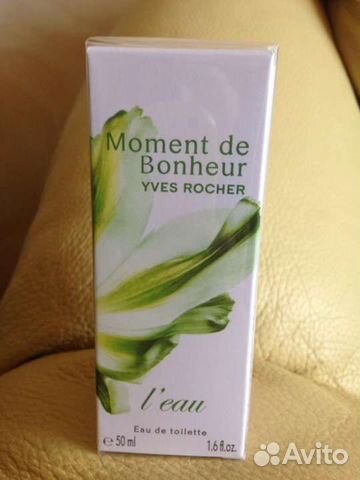 Moment de
Bonheur
YVES ROCHER
l'eau
Eau de toilette
e 50 ml 1.6 fl.oz.
Avito